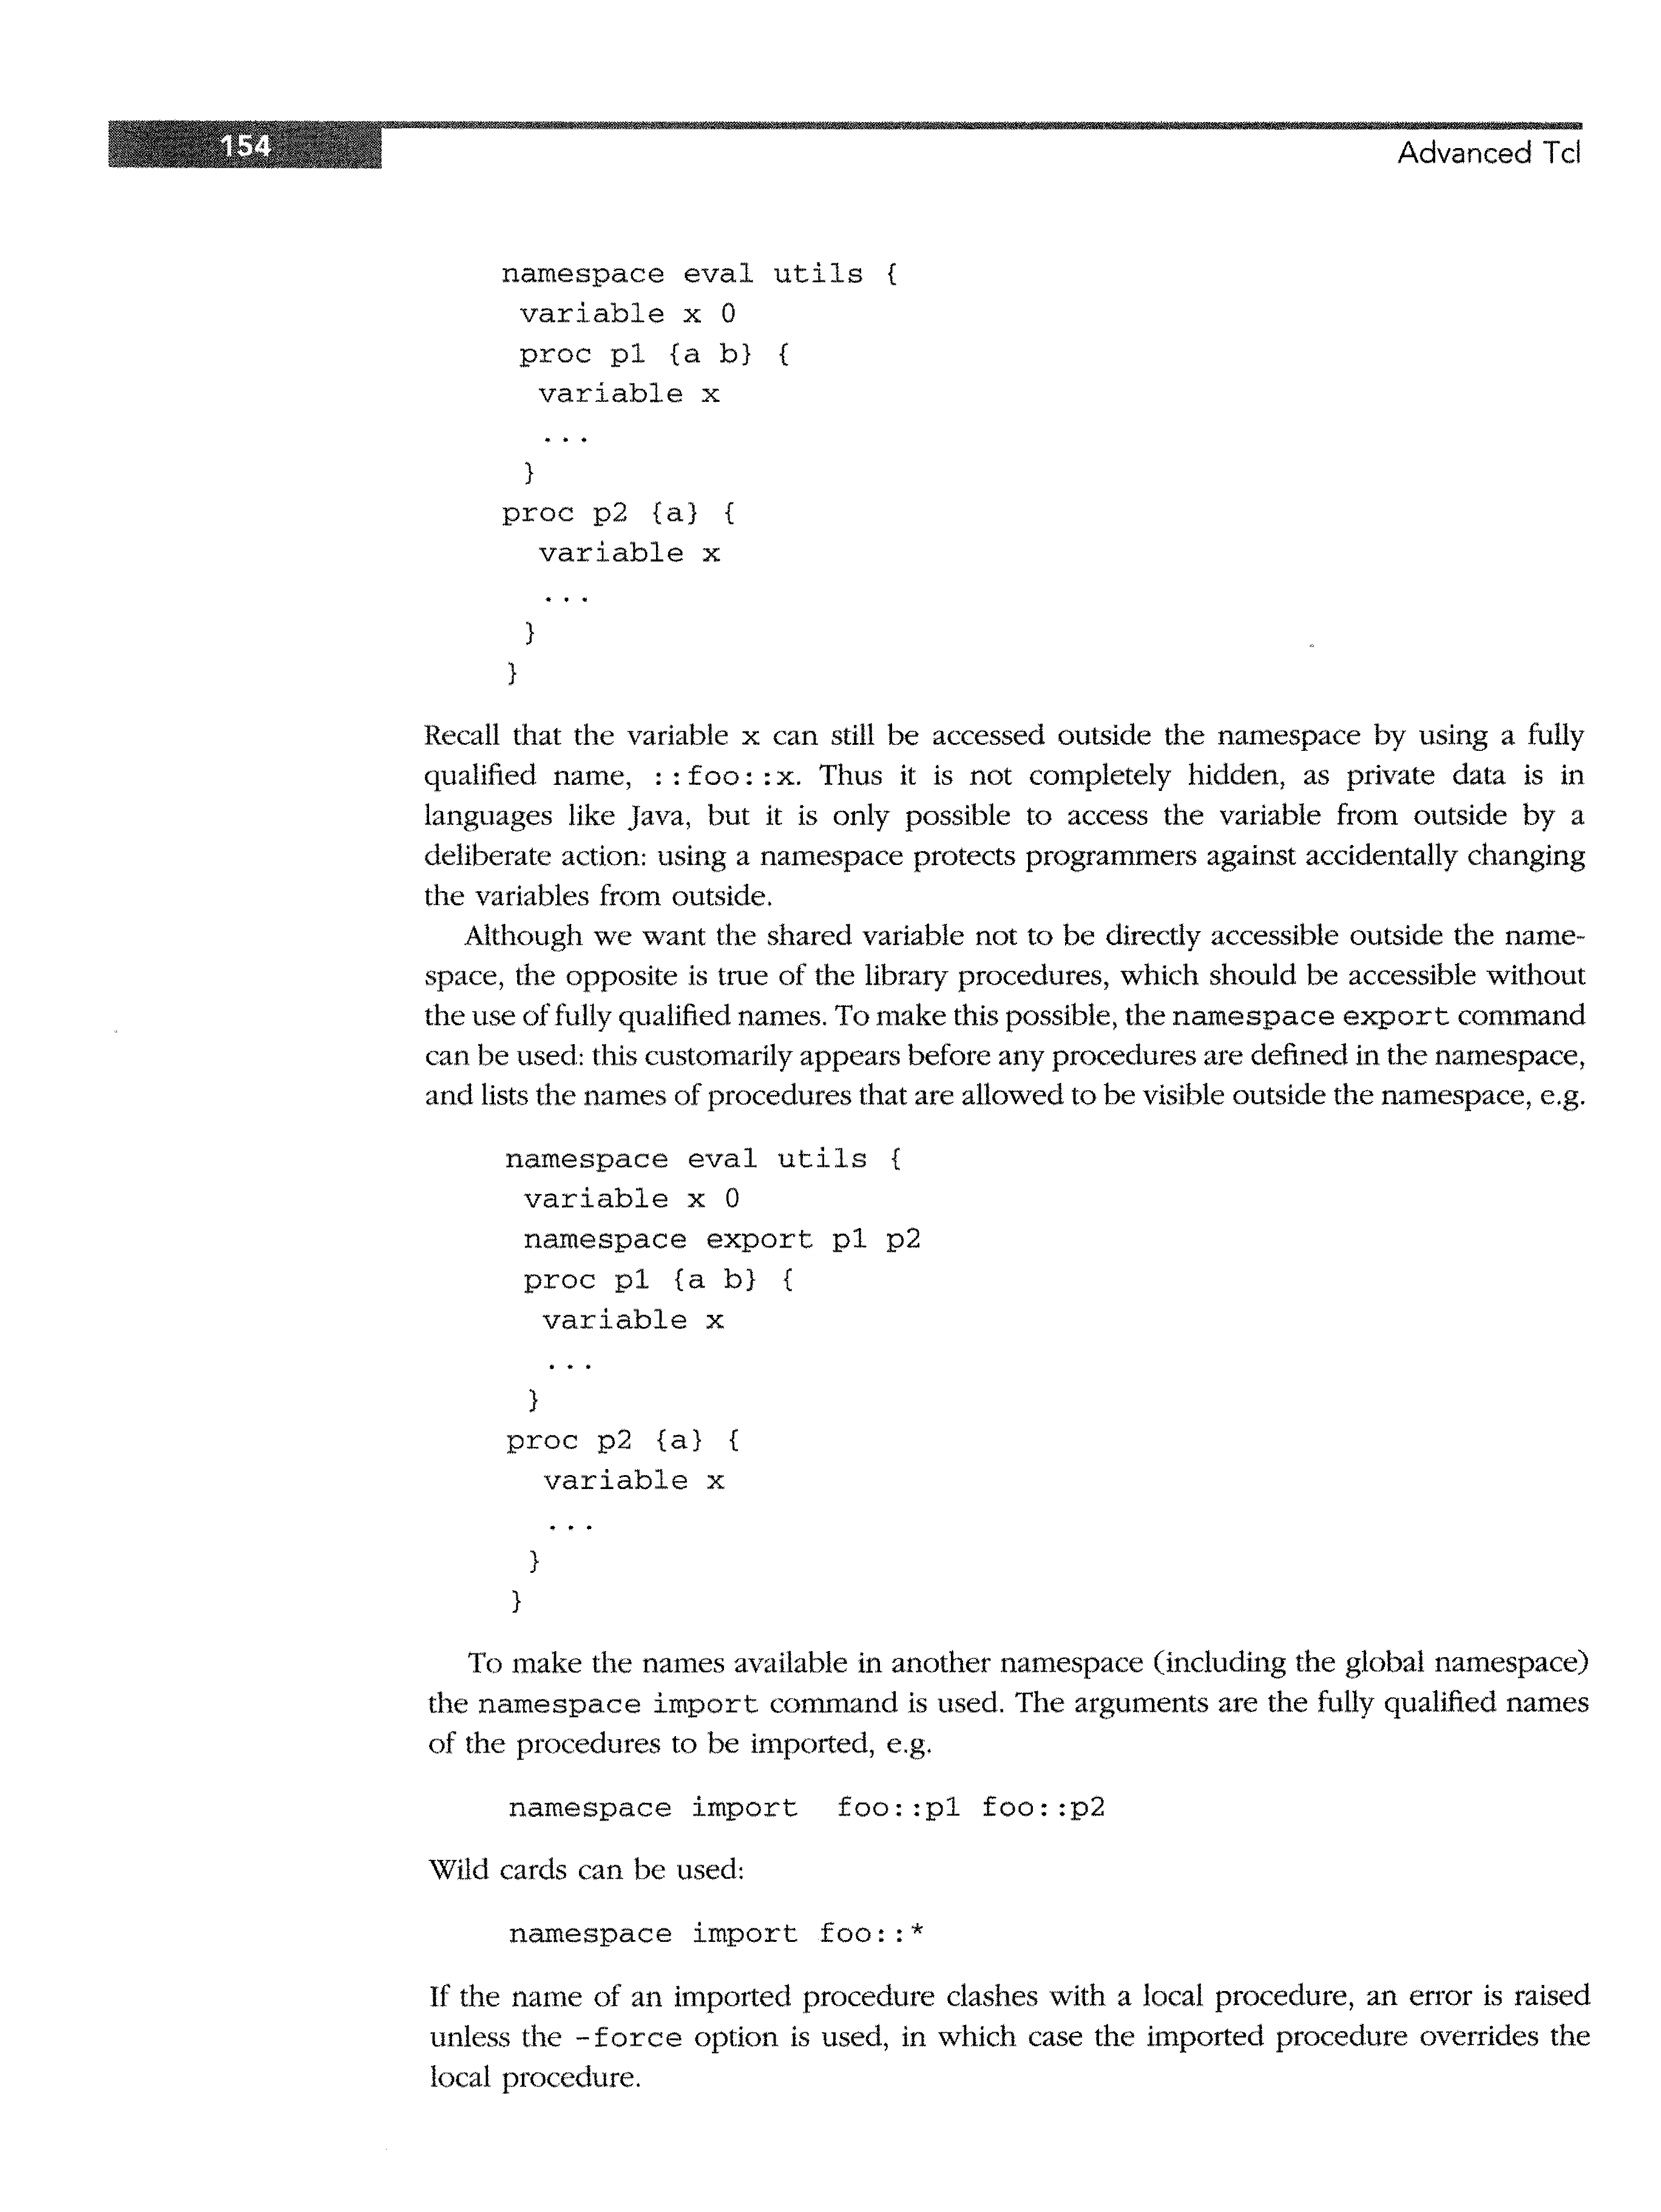 154
Advanced Tcl
namespace eval utils {
variable x 0
proc p1 {a b} {
variable x
...
}
proc p2 {a} {
variable x
...
}
}
Recall that the variable x can still be accessed outside the namespace by using a fully
qualified name, ::foo::x. Thus it is not completely hidden, as private data is in
languages like Java, but it is only possible to access the variable from outside by a
deliberate action: using a namespace protects programmers against accidentally changing
the variables from outside.
Although we want the shared variable not to be directly accessible outside the name-
space, the opposite is true of the library procedures, which should be accessible without
the use of fully qualified names. To make this possible, the namespace export command
can be used: this customarily appears before any procedures are defined in the namespace,
and lists the names of procedures that are allowed to be visible outside the namespace, e.g.
namespace eval utils {
variable x 0
namespace export p1 p2
proc p1 {a b} {
variable x
...
}
proc p2 {a} {
variable x
...
}
}
To make the names available in another namespace (including the global namespace)
the namespace import command is used. The arguments are the fully qualified names
of the procedures to be imported, e.g.
namespace import foo::p1 foo::p2
Wild cards can be used:
namespace import foo::*
If the name of an imported procedure clashes with a local procedure, an error is raised
unless the -force option is used, in which case the imported procedure overrides the
local procedure.